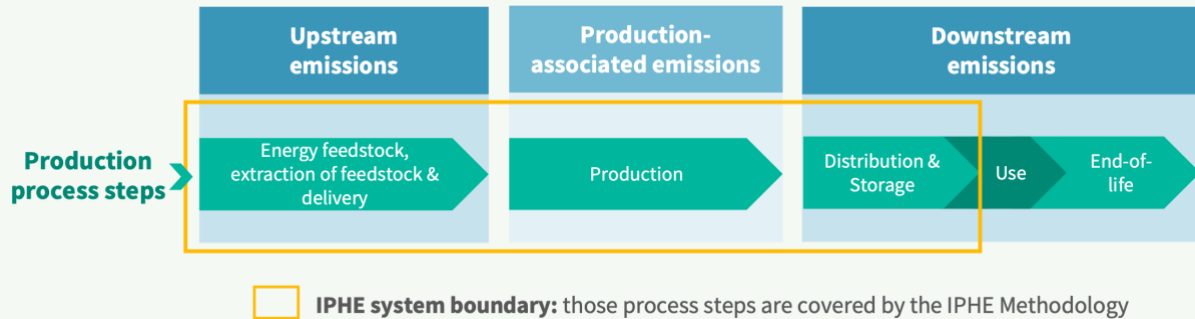 Upstream
emissions
Production-
associated emissions
Downstream
emissions
Production
process steps
Energy feedstock,
extraction of feedstock &
delivery
Production
Distribution &
Storage
Use
End-of-
life
IPHE system boundary: those process steps are covered by the IPHE Methodology